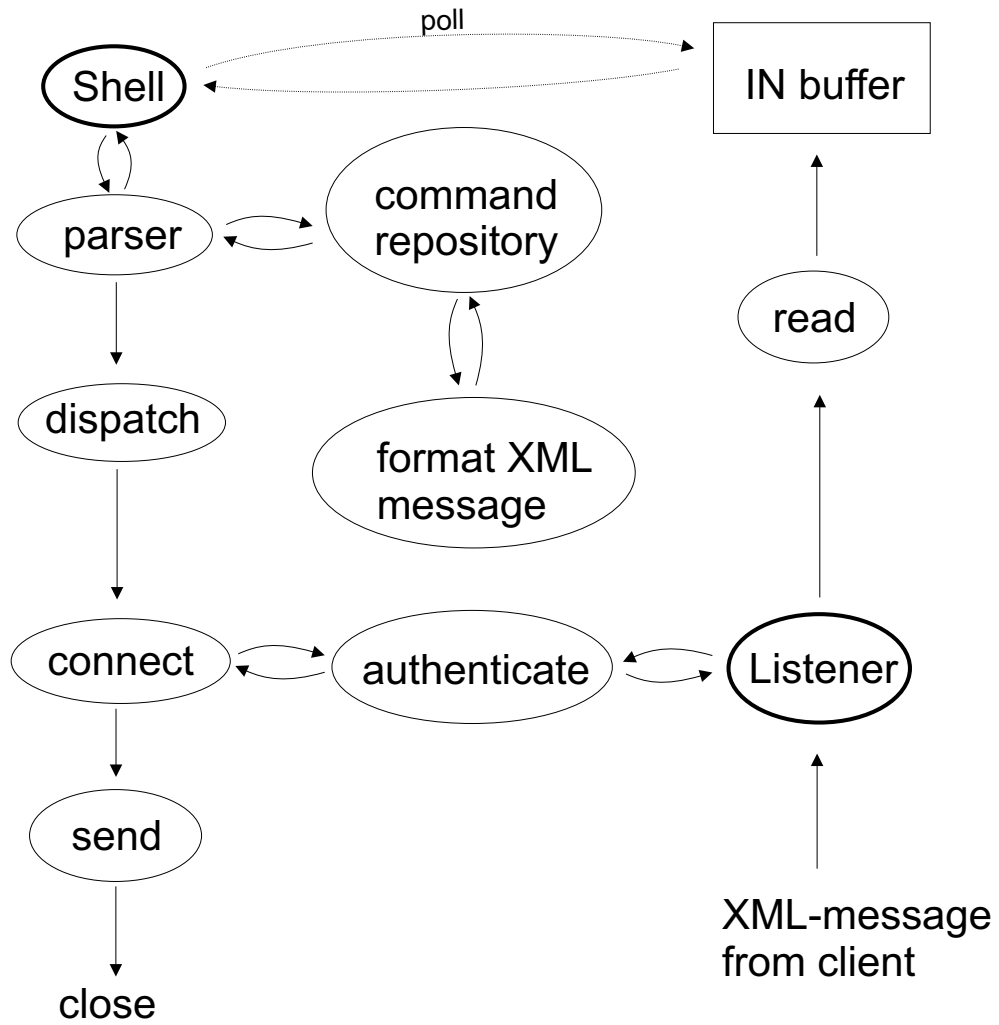 poll
Shell
IN buffer
command
repository
parser
read
dispatch
format XML
message
connect
authenticate
Listener
send
XML-message
from client
close